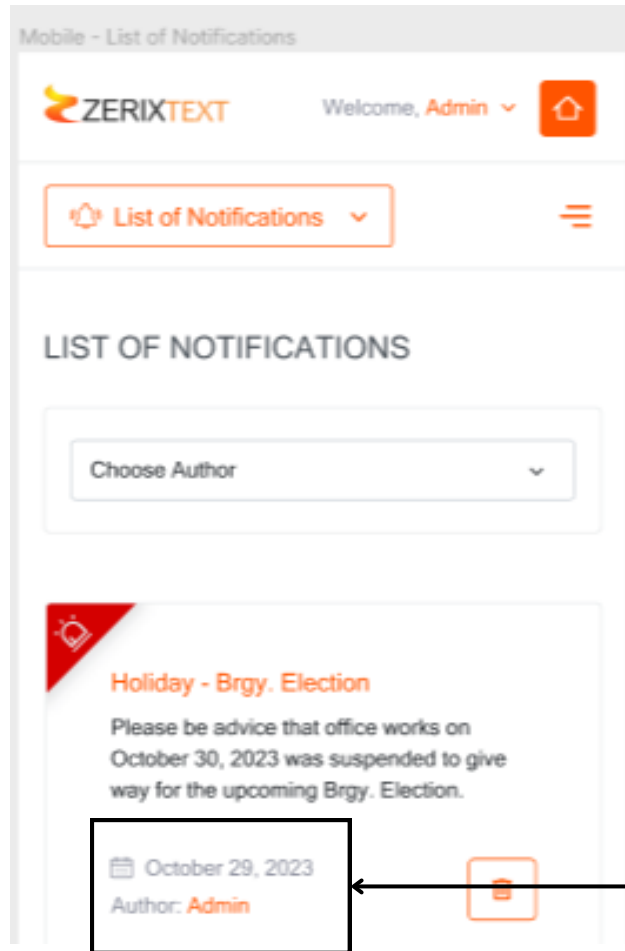 Mobile - List of Notifications
ZERIXTEXT
Welcome, Admin
List of Notifications
LIST OF NOTIFICATIONS
Choose Author
Holiday - Brgy. Election
Please be advice that office works on
October 30, 2023 was suspended to give
way for the upcoming Brgy. Election.
October 29, 2023
Author: Admin